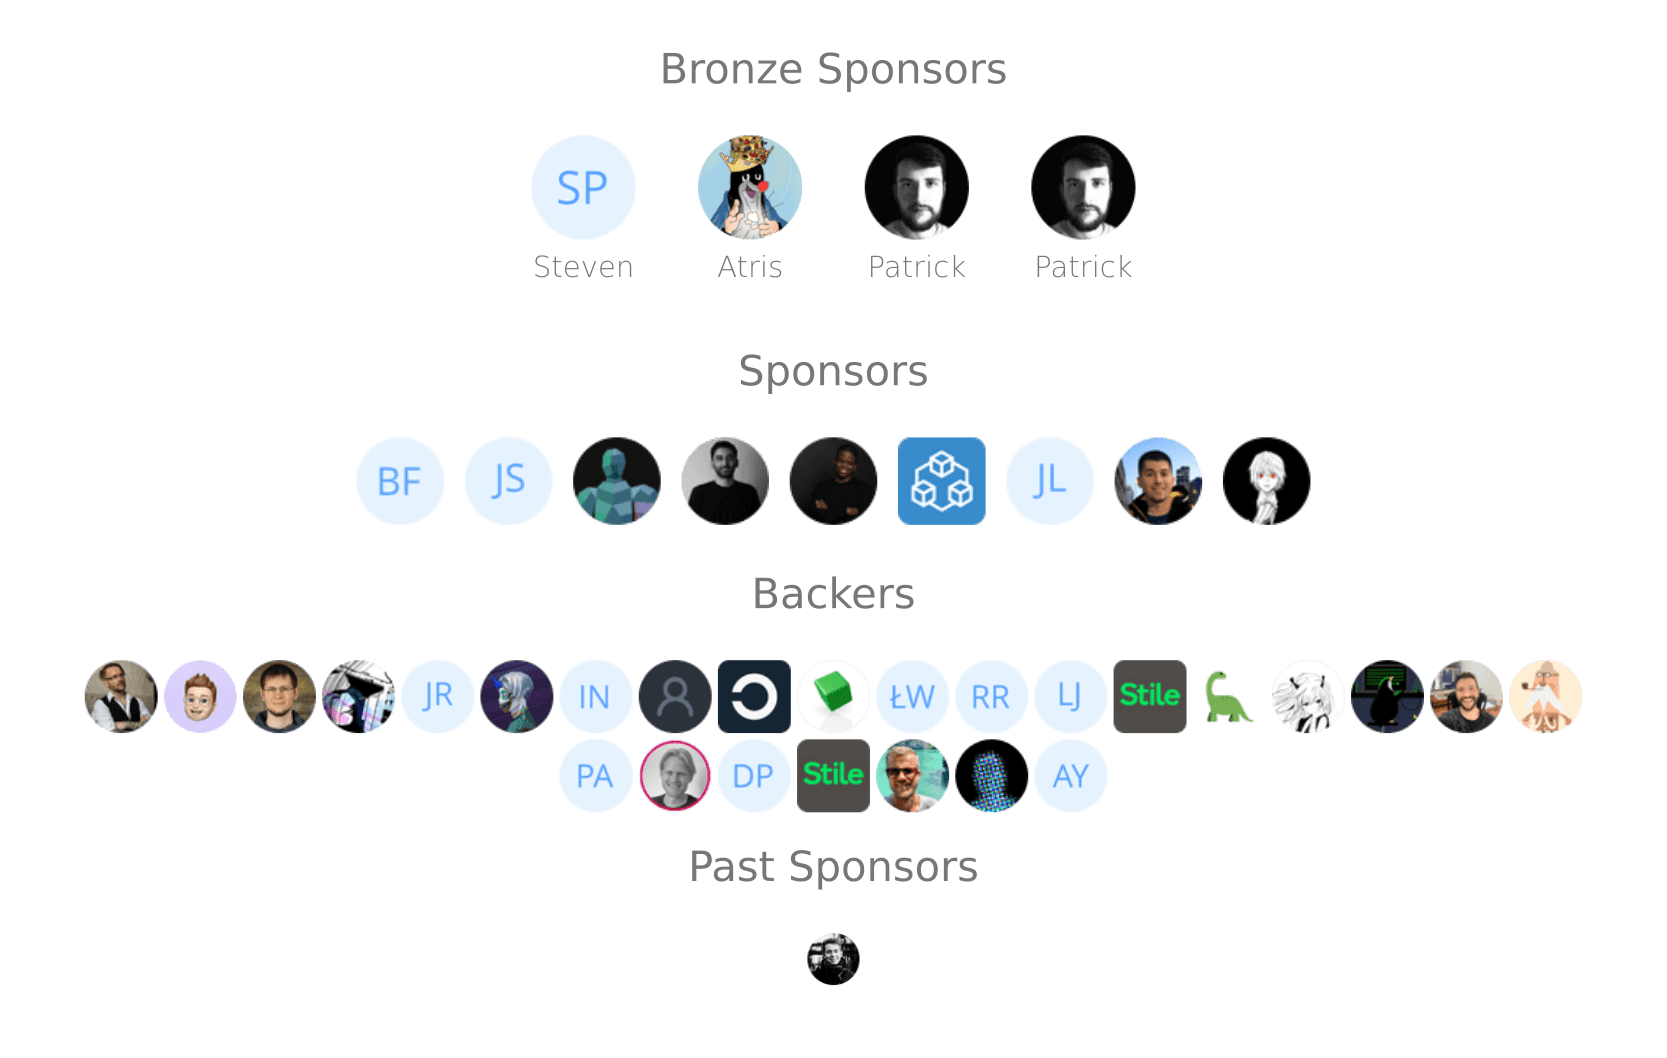 Bronze Sponsors
SP
Steven Atris Patrick Patrick
Sponsors
BF JS JL
Backers
JR IN ŁW RR LJ Stile
PA DP Stile AY
Past Sponsors